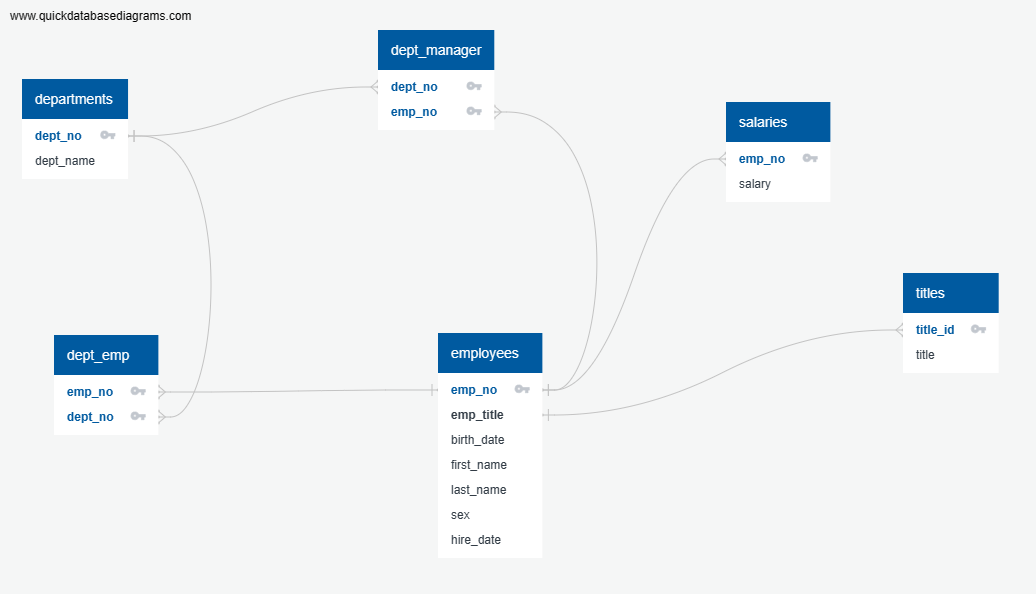 www.quickdatabasediagrams.com
departments
dept_no
dept_name
dept_manager
dept_no
emp_no
salaries
emp_no
salary
titles
title_id
title
dept_emp
emp_no
dept_no
employees
emp_no
emp_title
birth_date
first_name
last_name
sex
hire_date